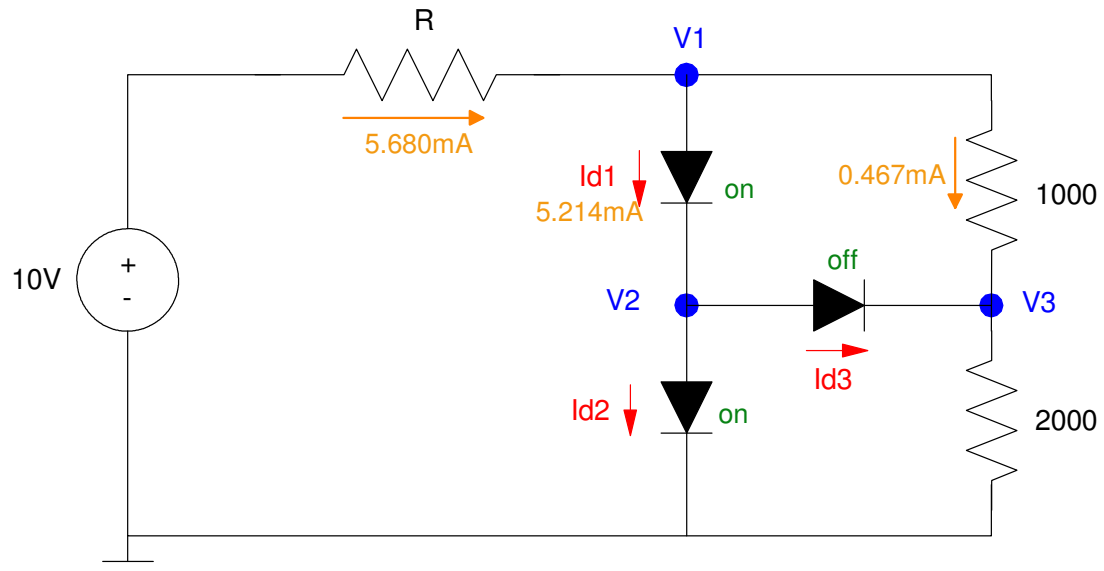 R
V1
5.680mA
Id1
5.214mA
on
0.467mA
1000
10V
+
-
off
V2
V3
Id3
Id2
on
2000